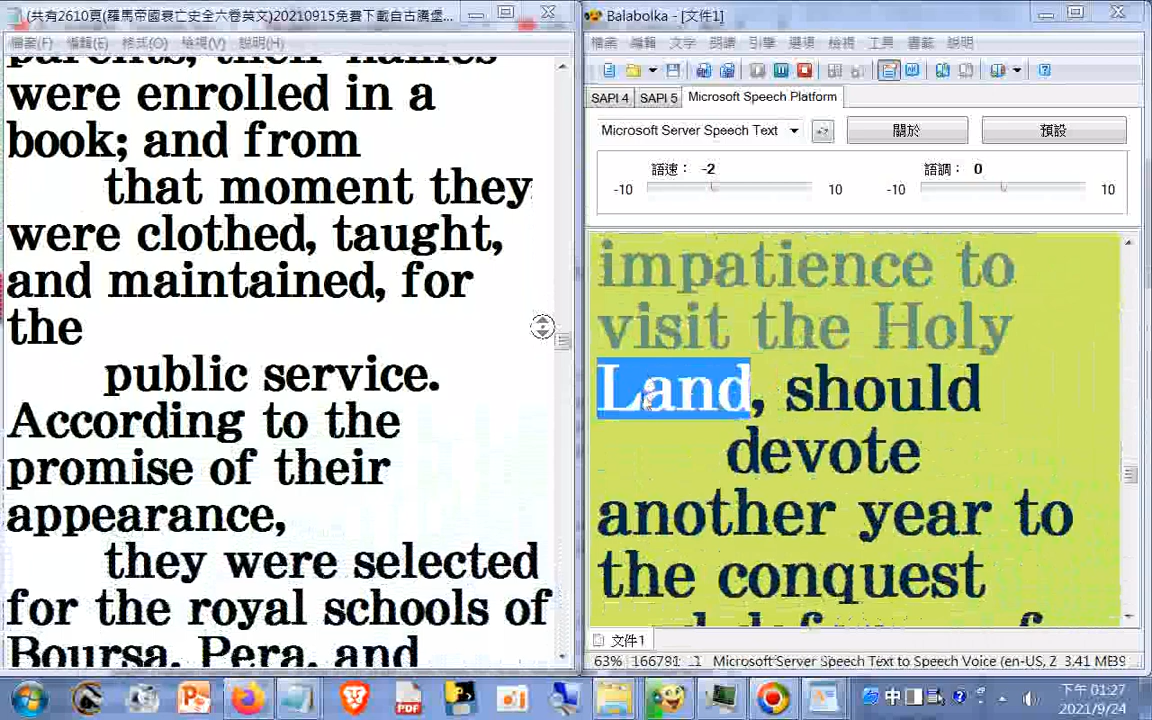 (共有2610頁(羅馬帝國衰亡史全六卷英文)20210915免費下載自古騰堡...
檔案(F) 編輯(E) 格式(O) 檢視(V) 說明(H)
parents, their names
were enrolled in a
book; and from
that moment they
were clothed, taught,
and maintained, for
the
public service.
According to the
promise of their
appearance,
they were selected
for the royal schools of
Boursa, Pera, and
Balabolka - [文件1]
檔案 編輯 文字 朗讀 引擎 選項 檢視 工具 書籤 說明
SAPI 4 SAPI 5 Microsoft Speech Platform
Microsoft Server Speech Text 關於 預設
語速： -2 語調： 0
-10 10 -10 10
impatience to
visit the Holy
Land, should
devote
another year to
the conquest
文件1
63% Microsoft Server Speech Text to Speech Voice (en-US, Z 3.41 MB
中
下午 01:27
2021/9/24